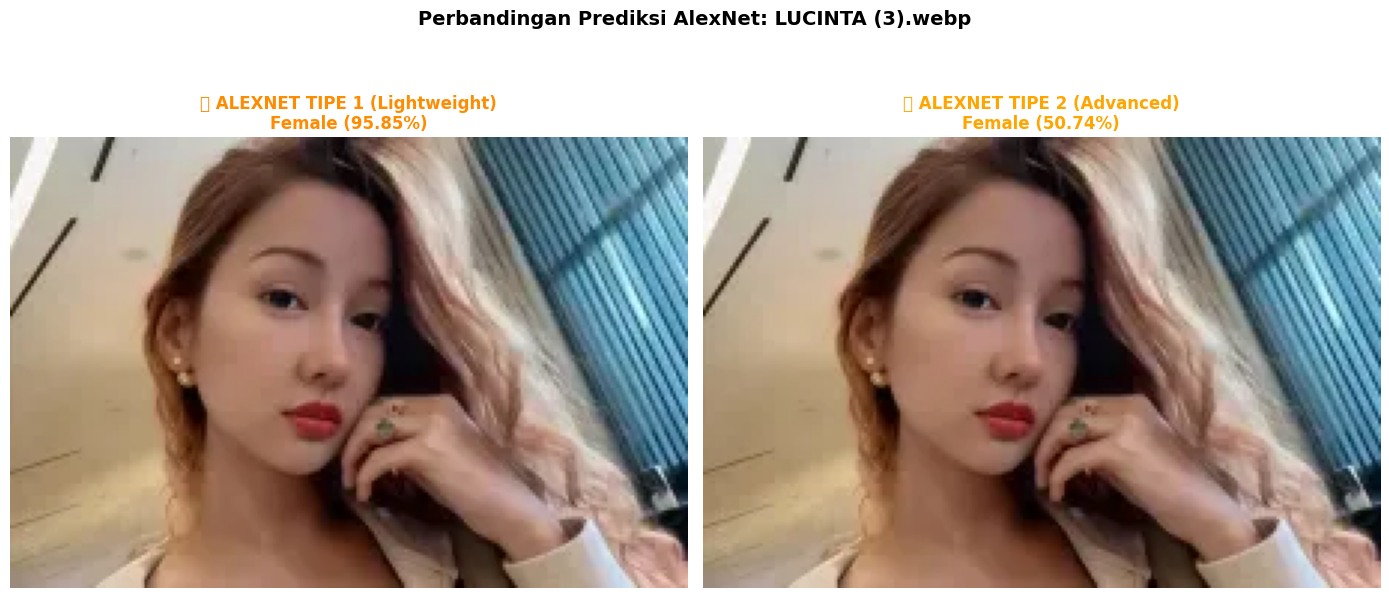 Perbandingan Prediksi AlexNet: LUCINTA (3).webp
▯ ALEXNET TIPE 1 (Lightweight)
Female (95.85%)
▯ ALEXNET TIPE 2 (Advanced)
Female (50.74%)